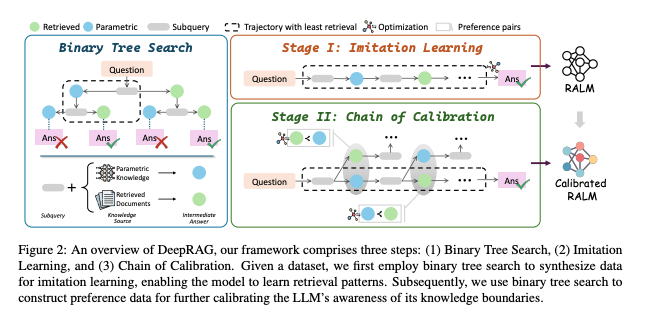 Retrieved Parametric Subquery Trajectory with least retrieval Optimization Preference pairs
Binary Tree Search
Question
Ans Ans Ans Ans
Subquery
+
Parametric
Knowledge
Retrieved
Documents
Knowledge
Source
Intermediate
Answer
Stage I: Imitation Learning
Question ... Ans
Stage II: Chain of Calibration
<
... ...
Question ... Ans
<
RALM
Calibrated
RALM
Figure 2: An overview of DeepRAG, our framework comprises three steps: (1) Binary Tree Search, (2) Imitation
Learning, and (3) Chain of Calibration. Given a dataset, we first employ binary tree search to synthesize data
for imitation learning, enabling the model to learn retrieval patterns. Subsequently, we use binary tree search to
construct preference data for further calibrating the LLM's awareness of its knowledge boundaries.